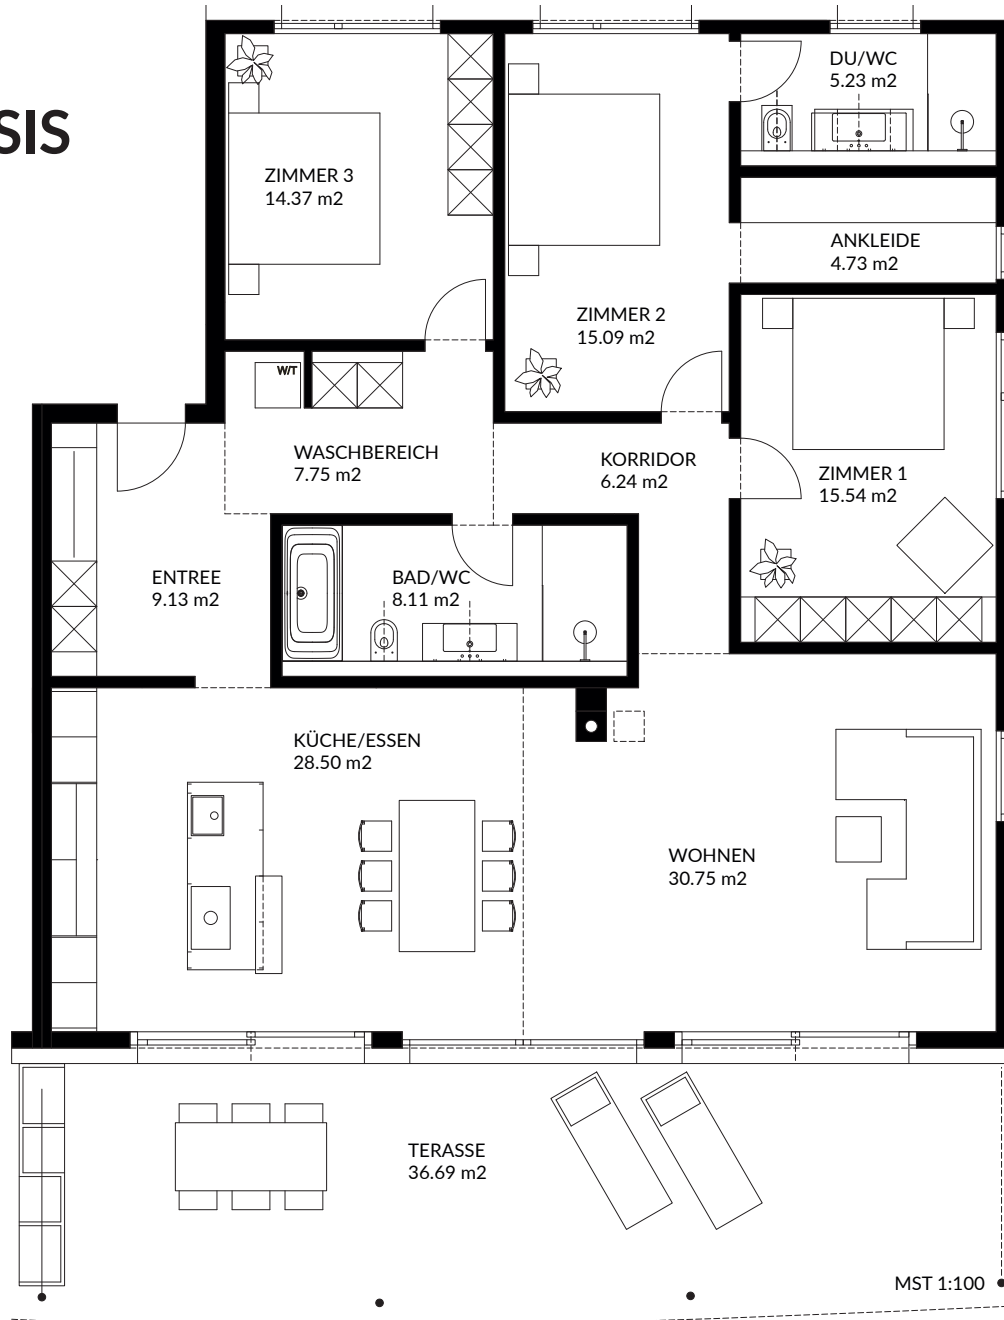 SIS
DU/WC
5.23 m2
ZIMMER 3
14.37 m2
ANKLEIDE
4.73 m2
ZIMMER 2
15.09 m2
W/T
WASCHBEREICH
7.75 m2
KORRIDOR
6.24 m2
ZIMMER 1
15.54 m2
ENTREE
9.13 m2
BAD/WC
8.11 m2
KÜCHE/ESSEN
28.50 m2
WOHNEN
30.75 m2
TERASSE
36.69 m2
MST 1:100